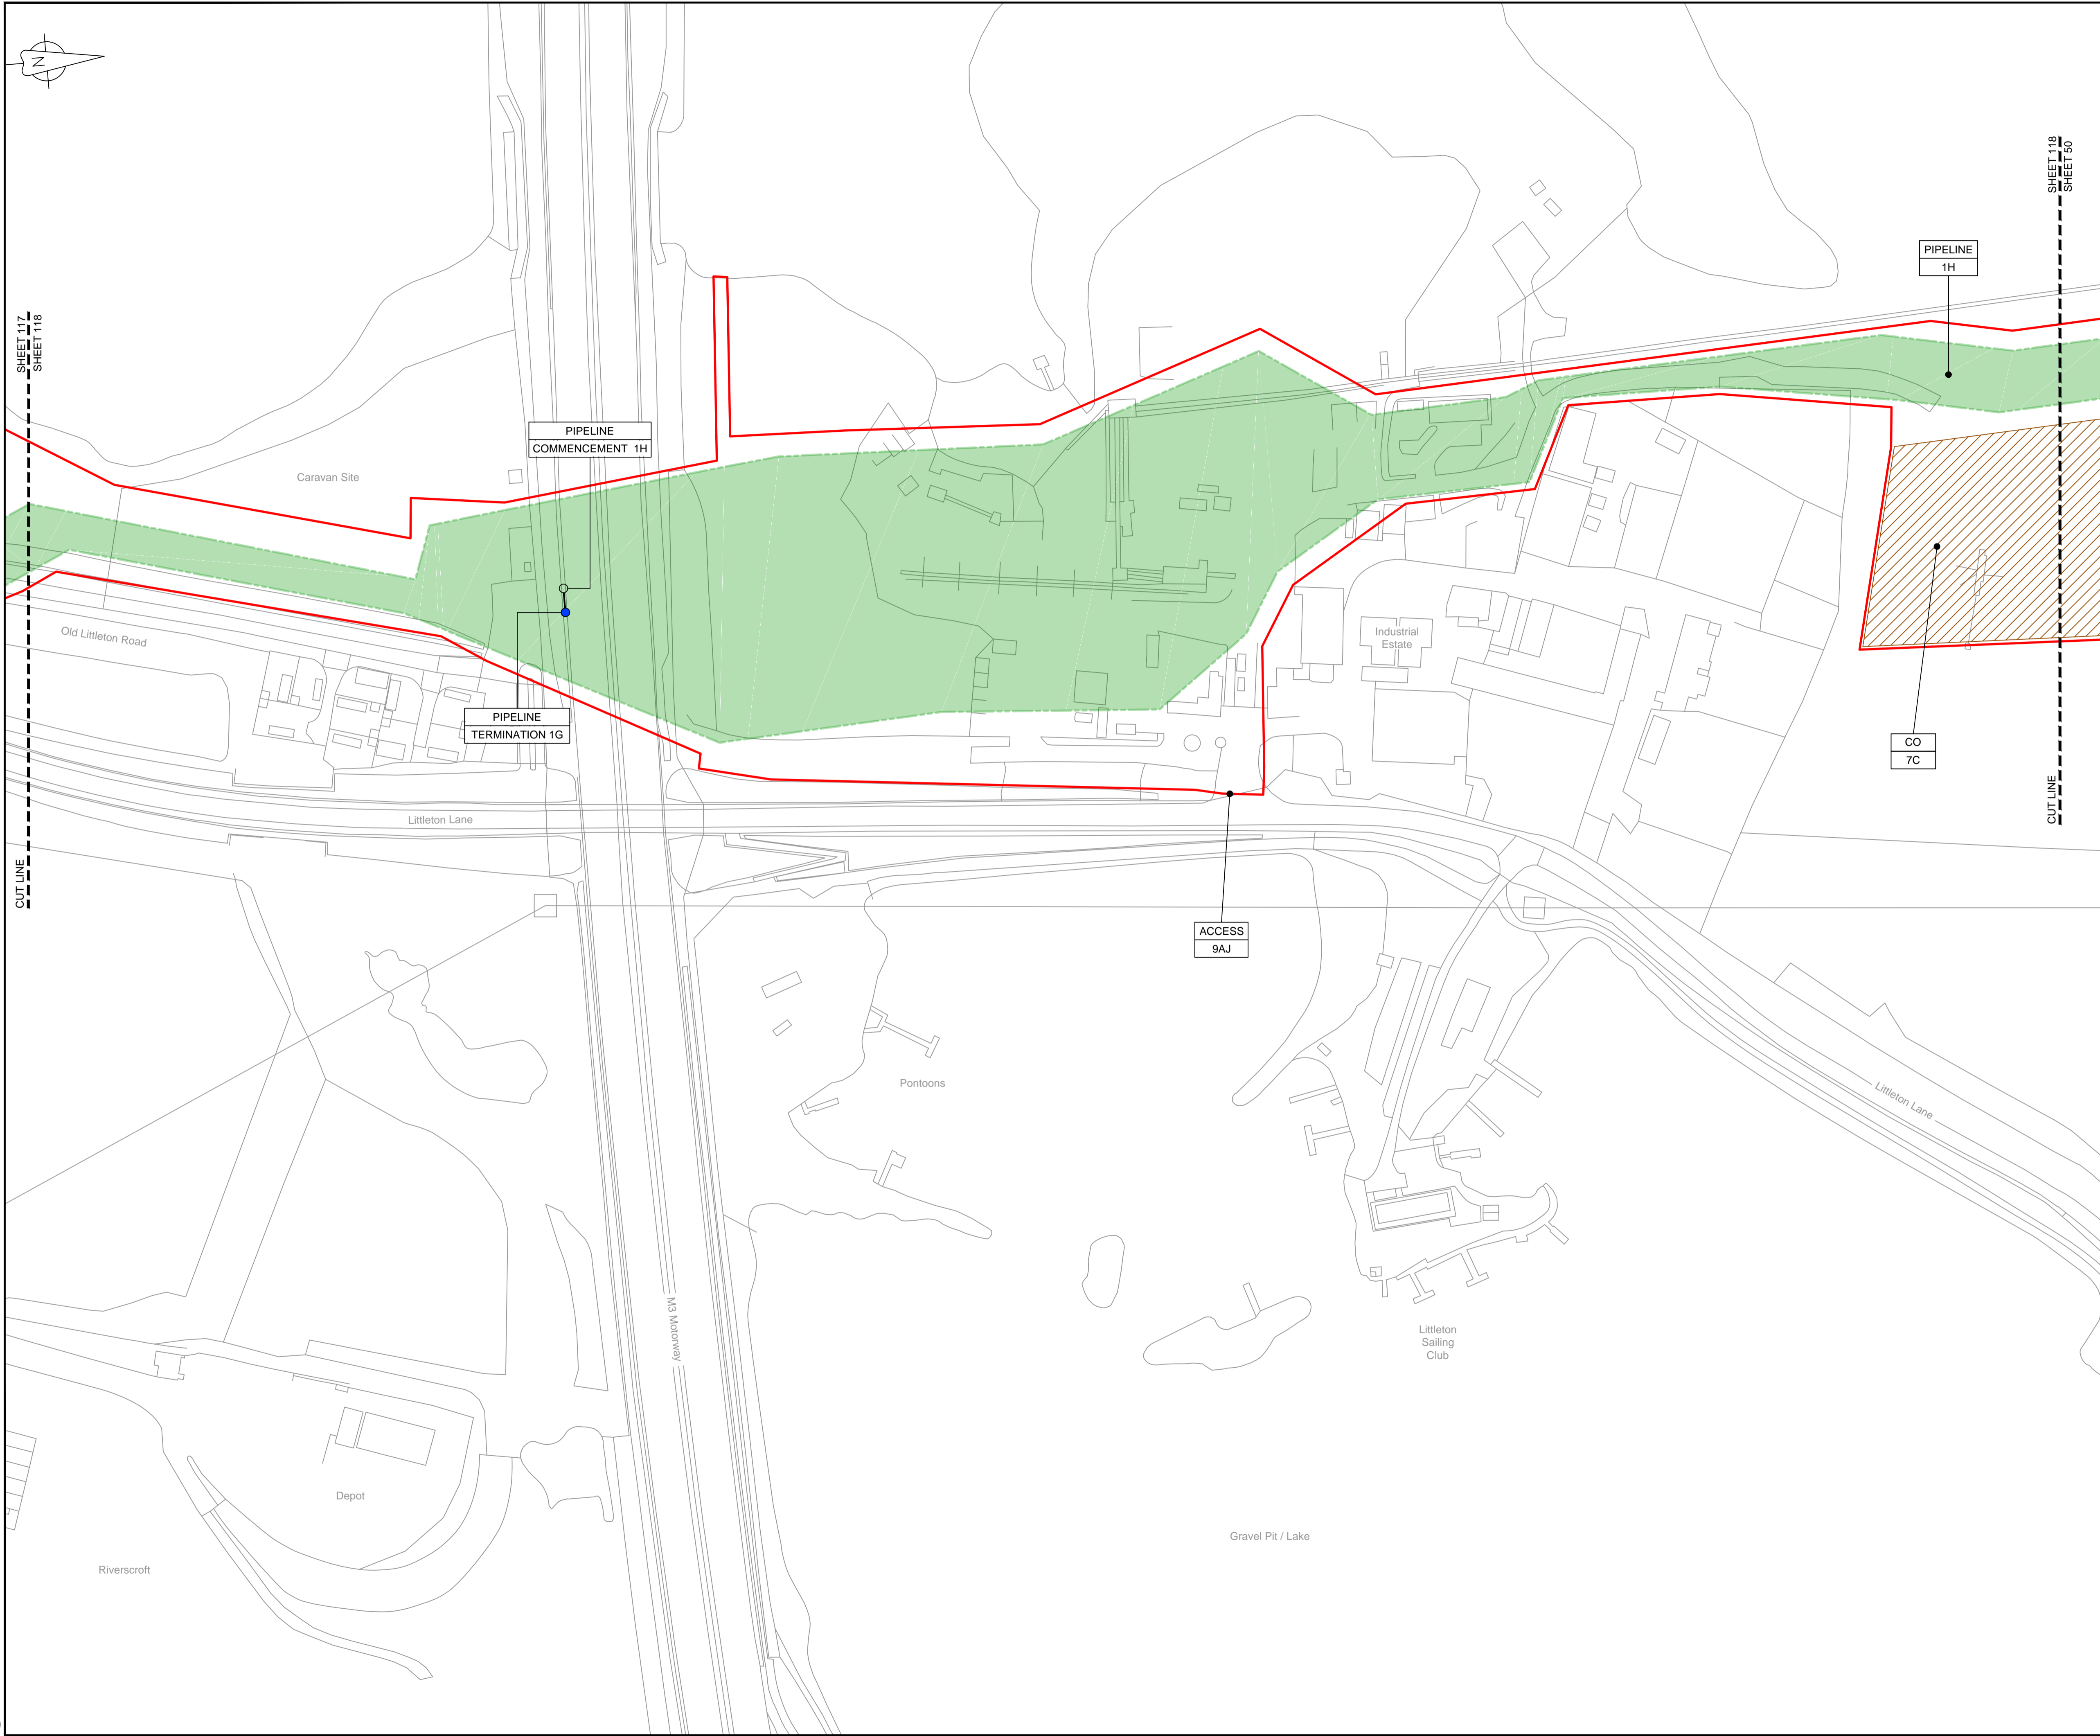 N
SHEET 117
SHEET 118
CUT LINE
SHEET 118
SHEET 50
CUT LINE
PIPELINE
1H
PIPELINE
COMMENCEMENT 1H
Caravan Site
Old Littleton Road
PIPELINE
TERMINATION 1G
Industrial
Estate
CO
7C
Littleton Lane
ACCESS
9AJ
Pontoons
Littleton Lane
M3 Motorway
Littleton
Sailing
Club
Depot
Gravel Pit / Lake
Riverscroft